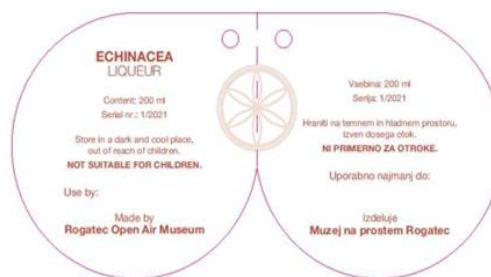 ECHINACEA
LIQUEUR
Content: 200 ml
Serial nr.: 1/2021
Store in a dark and cool place,
out of reach of children.
NOT SUITABLE FOR CHILDREN.
Use by:
Made by
Rogatec Open Air Museum
Vsebina: 200 ml
Serija: 1/2021
Hraniti na temnem in hladnem prostoru,
izven dosega otok.
NI PRIMERNO ZA OTROKE.
Uporabno najmanj do:
Izdeluje
Muzej na prostem Rogatec